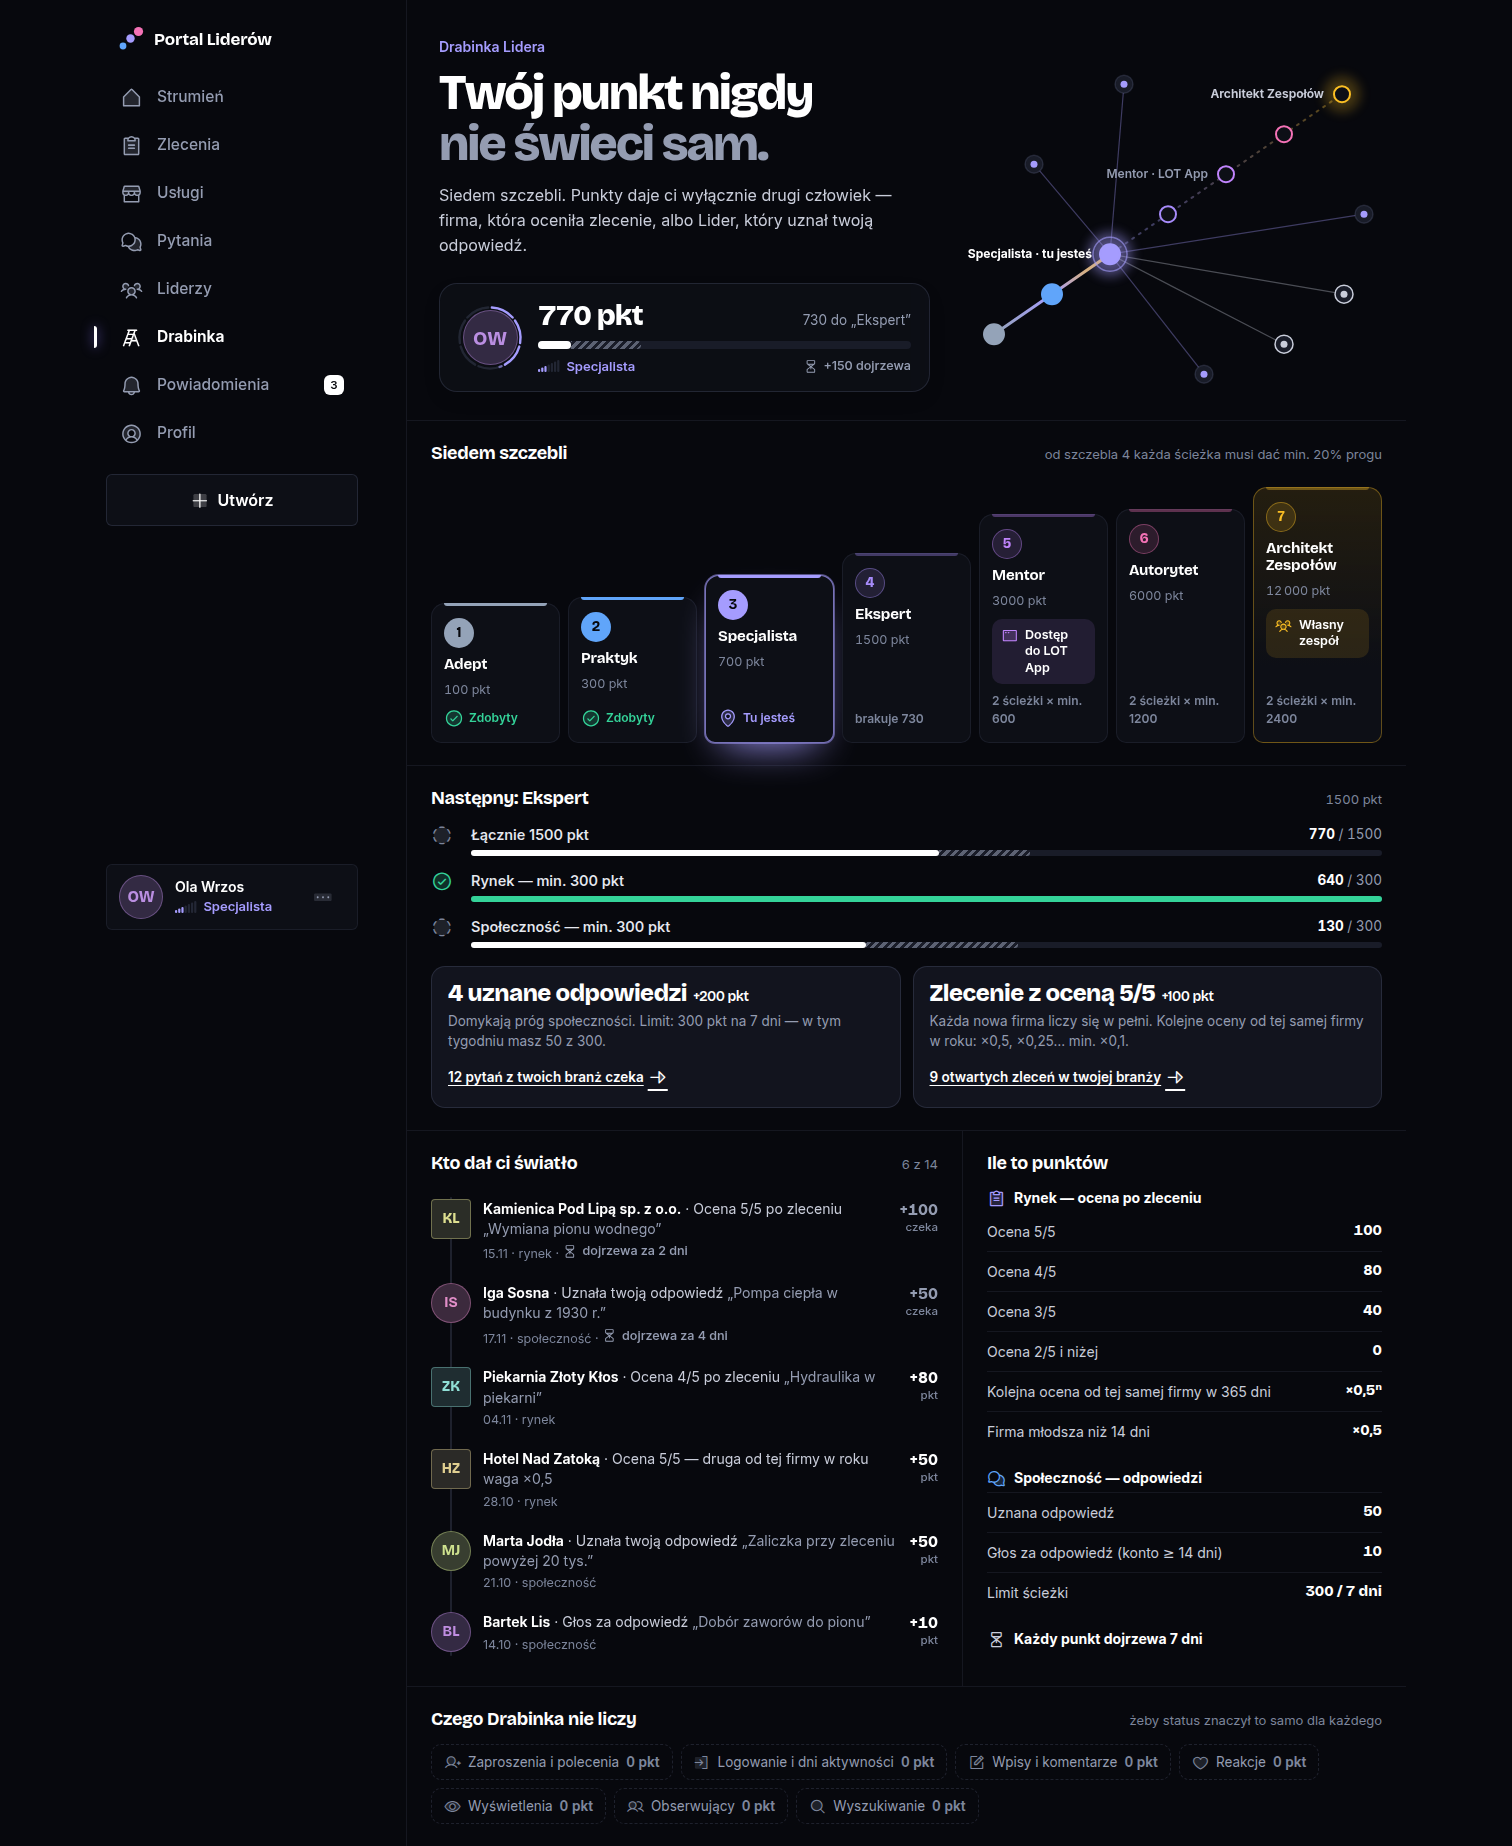 Portal Liderów
Strumień
Zlecenia
Usługi
Pytania
Liderzy
Drabinka
Powiadomienia
3
Profil
Utwórz
OW
Ola Wrzos
Specjalista
Drabinka Lidera
Twój punkt nigdy
nie świeci sam.
Siedem szczebli. Punkty daje ci wyłącznie drugi człowiek —
firma, która oceniła zlecenie, albo Lider, który uznał twoją
odpowiedź.
OW
770 pkt
730 do „Ekspert”
Specjalista
+150 dojrzewa
Architekt Zespołów
Mentor · LOT App
Specjalista · tu jesteś
Siedem szczebli
od szczebla 4 każda ścieżka musi dać min. 20% progu
1
Adept
100 pkt
Zdobyty
2
Praktyk
300 pkt
Zdobyty
3
Specjalista
700 pkt
Tu jesteś
4
Ekspert
1500 pkt
brakuje 730
5
Mentor
3000 pkt
Dostęp
do LOT
App
2 ścieżki × min.
600
6
Autorytet
6000 pkt
2 ścieżki × min.
1200
7
Architekt
Zespołów
12 000 pkt
Własny
zespół
2 ścieżki × min.
2400
Następny: Ekspert
1500 pkt
Łącznie 1500 pkt
770 / 1500
Rynek — min. 300 pkt
640 / 300
Społeczność — min. 300 pkt
130 / 300
4 uznane odpowiedzi +200 pkt
Domykają próg społeczności. Limit: 300 pkt na 7 dni — w tym
tygodniu masz 50 z 300.
12 pytań z twoich branż czeka
Zlecenie z oceną 5/5 +100 pkt
Każda nowa firma liczy się w pełni. Kolejne oceny od tej samej firmy
w roku: ×0,5, ×0,25… min. ×0,1.
9 otwartych zleceń w twojej branży
Kto dał ci światło
6 z 14
KL
Kamienica Pod Lipą sp. z o.o. · Ocena 5/5 po zleceniu
„Wymiana pionu wodnego”
15.11 · rynek · dojrzewa za 2 dni
+100
czeka
IS
Iga Sosna · Uznała twoją odpowiedź „Pompa ciepła w
budynku z 1930 r.”
17.11 · społeczność · dojrzewa za 4 dni
+50
czeka
ZK
Piekarnia Złoty Kłos · Ocena 4/5 po zleceniu „Hydraulika w
piekarni”
04.11 · rynek
+80
pkt
HZ
Hotel Nad Zatoką · Ocena 5/5 — druga od tej firmy w roku
waga ×0,5
28.10 · rynek
+50
pkt
MJ
Marta Jodła · Uznała twoją odpowiedź „Zaliczka przy zleceniu
powyżej 20 tys.”
21.10 · społeczność
+50
pkt
BL
Bartek Lis · Głos za odpowiedź „Dobór zaworów do pionu”
14.10 · społeczność
+10
pkt
Ile to punktów
Rynek — ocena po zleceniu
Ocena 5/5
100
Ocena 4/5
80
Ocena 3/5
40
Ocena 2/5 i niżej
0
Kolejna ocena od tej samej firmy w 365 dni
×0,5ⁿ
Firma młodsza niż 14 dni
×0,5
Społeczność — odpowiedzi
Uznana odpowiedź
50
Głos za odpowiedź (konto ≥ 14 dni)
10
Limit ścieżki
300 / 7 dni
Każdy punkt dojrzewa 7 dni
Czego Drabinka nie liczy
żeby status znaczył to samo dla każdego
Zaproszenia i polecenia 0 pkt
Logowanie i dni aktywności 0 pkt
Wpisy i komentarze 0 pkt
Reakcje 0 pkt
Wyświetlenia 0 pkt
Obserwujący 0 pkt
Wyszukiwanie 0 pkt